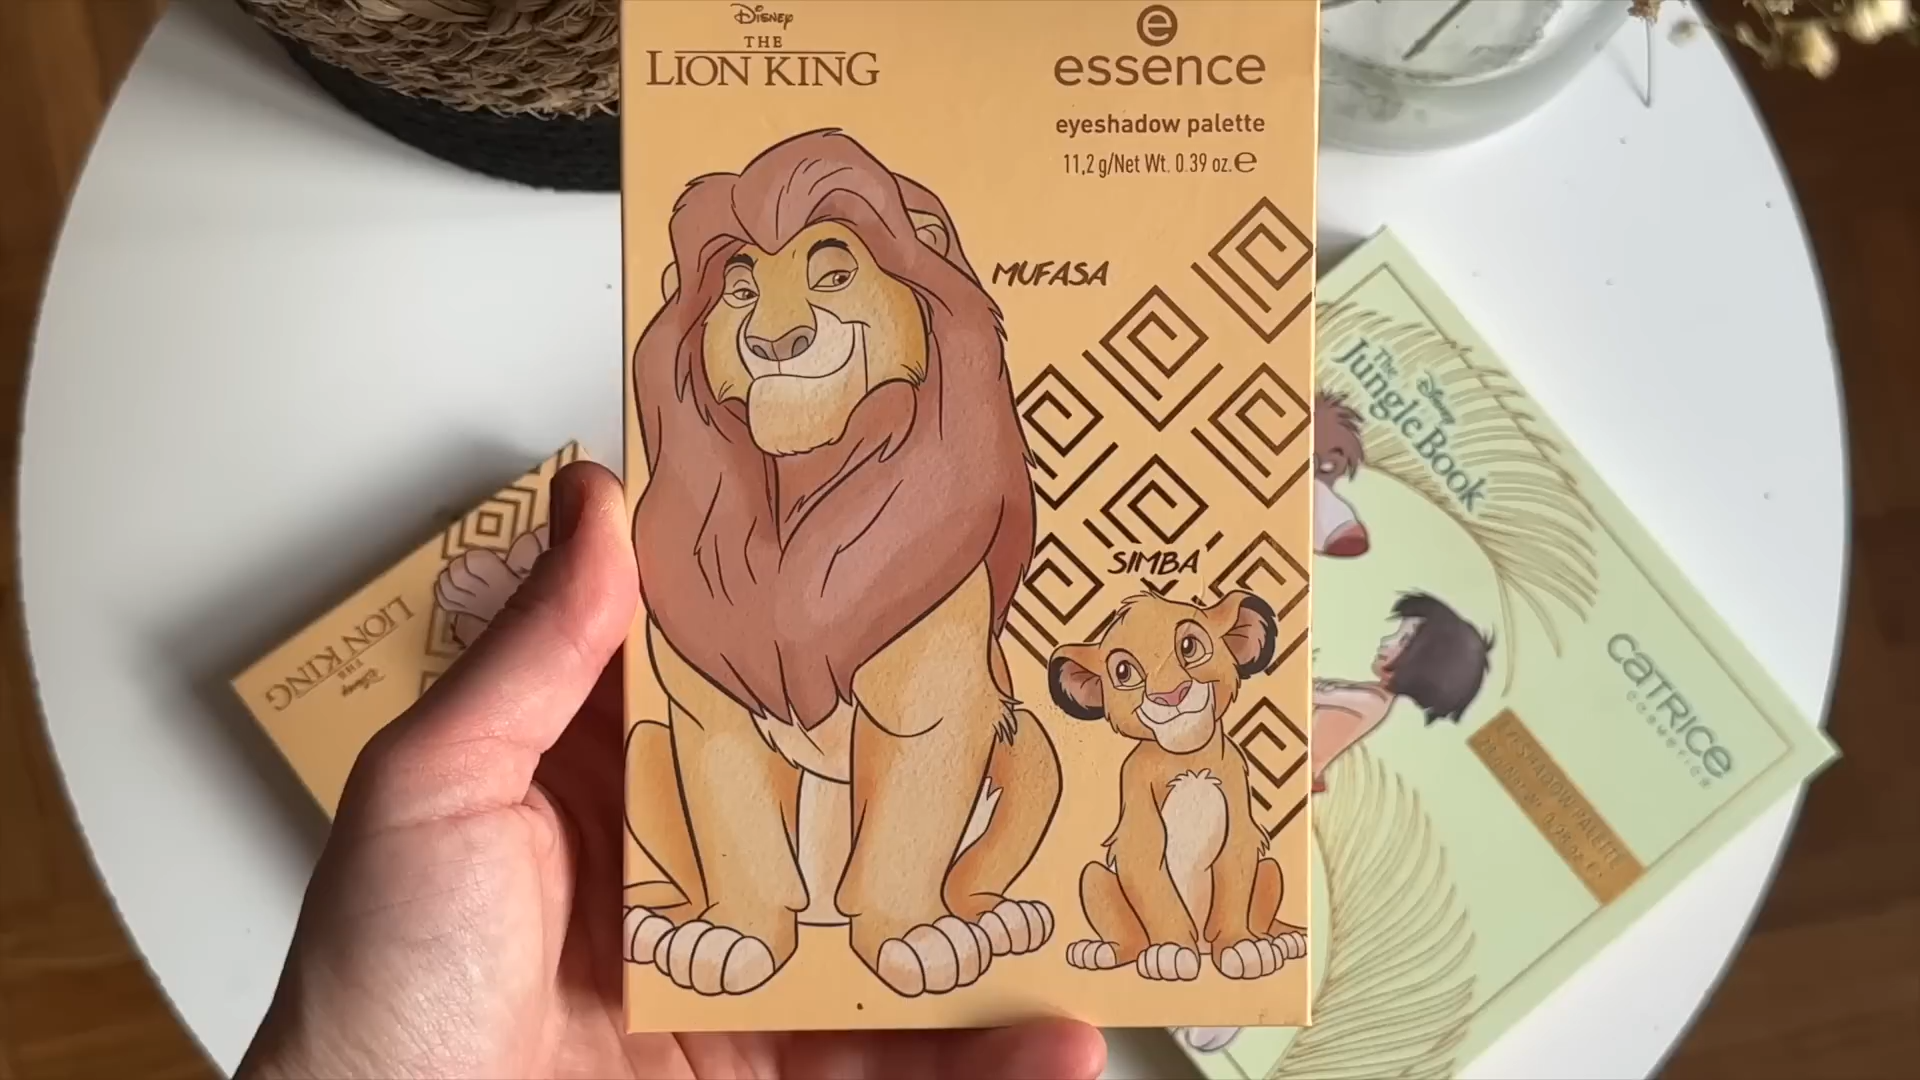 Disney
THE
LION KING
e
essence
eyeshadow palette
11,2 g/Net Wt. 0.39 oz. e
MUFASA
SIMBA
Disney
THE
LION KING
Disney
The
Jungle Book
CATRICE
COSMETICS
EYESHADOW PALETTE